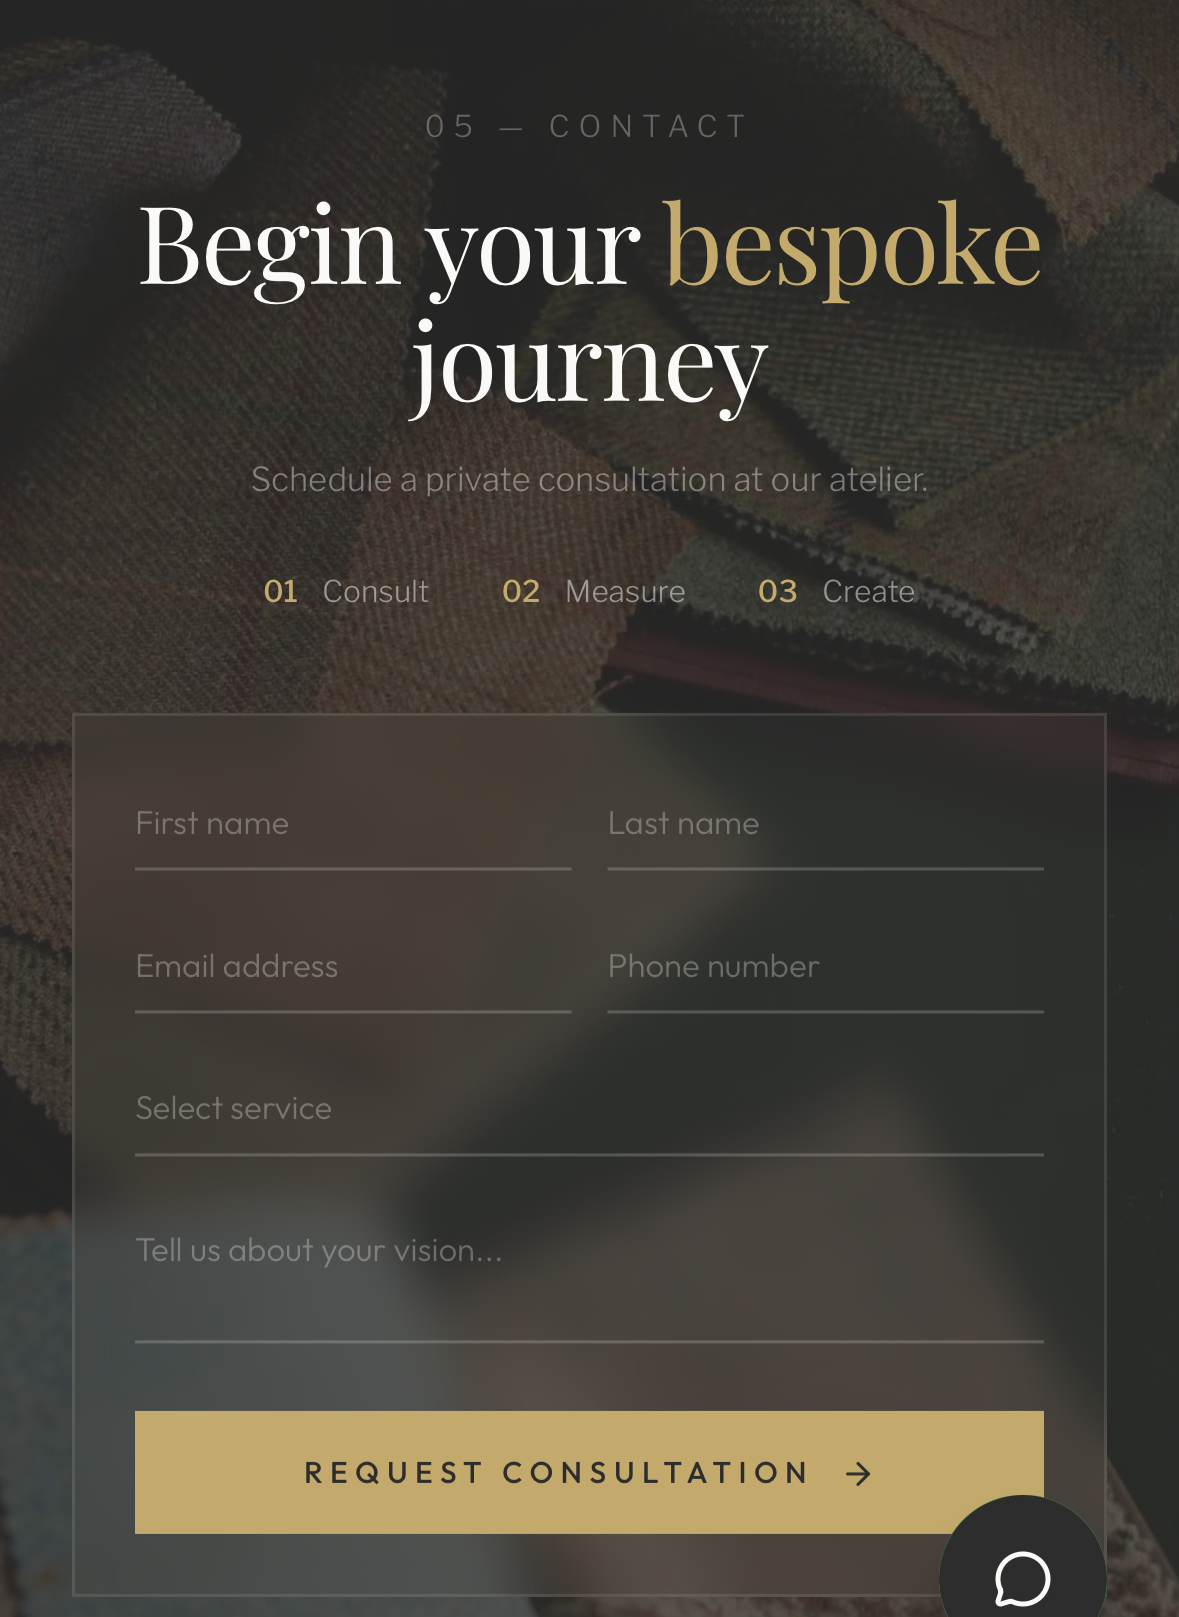 05 — CONTACT
Begin your bespoke
journey
Schedule a private consultation at our atelier.
01 Consult 02 Measure 03 Create
First name Last name
Email address Phone number
Select service
Tell us about your vision...
REQUEST CONSULTATION →